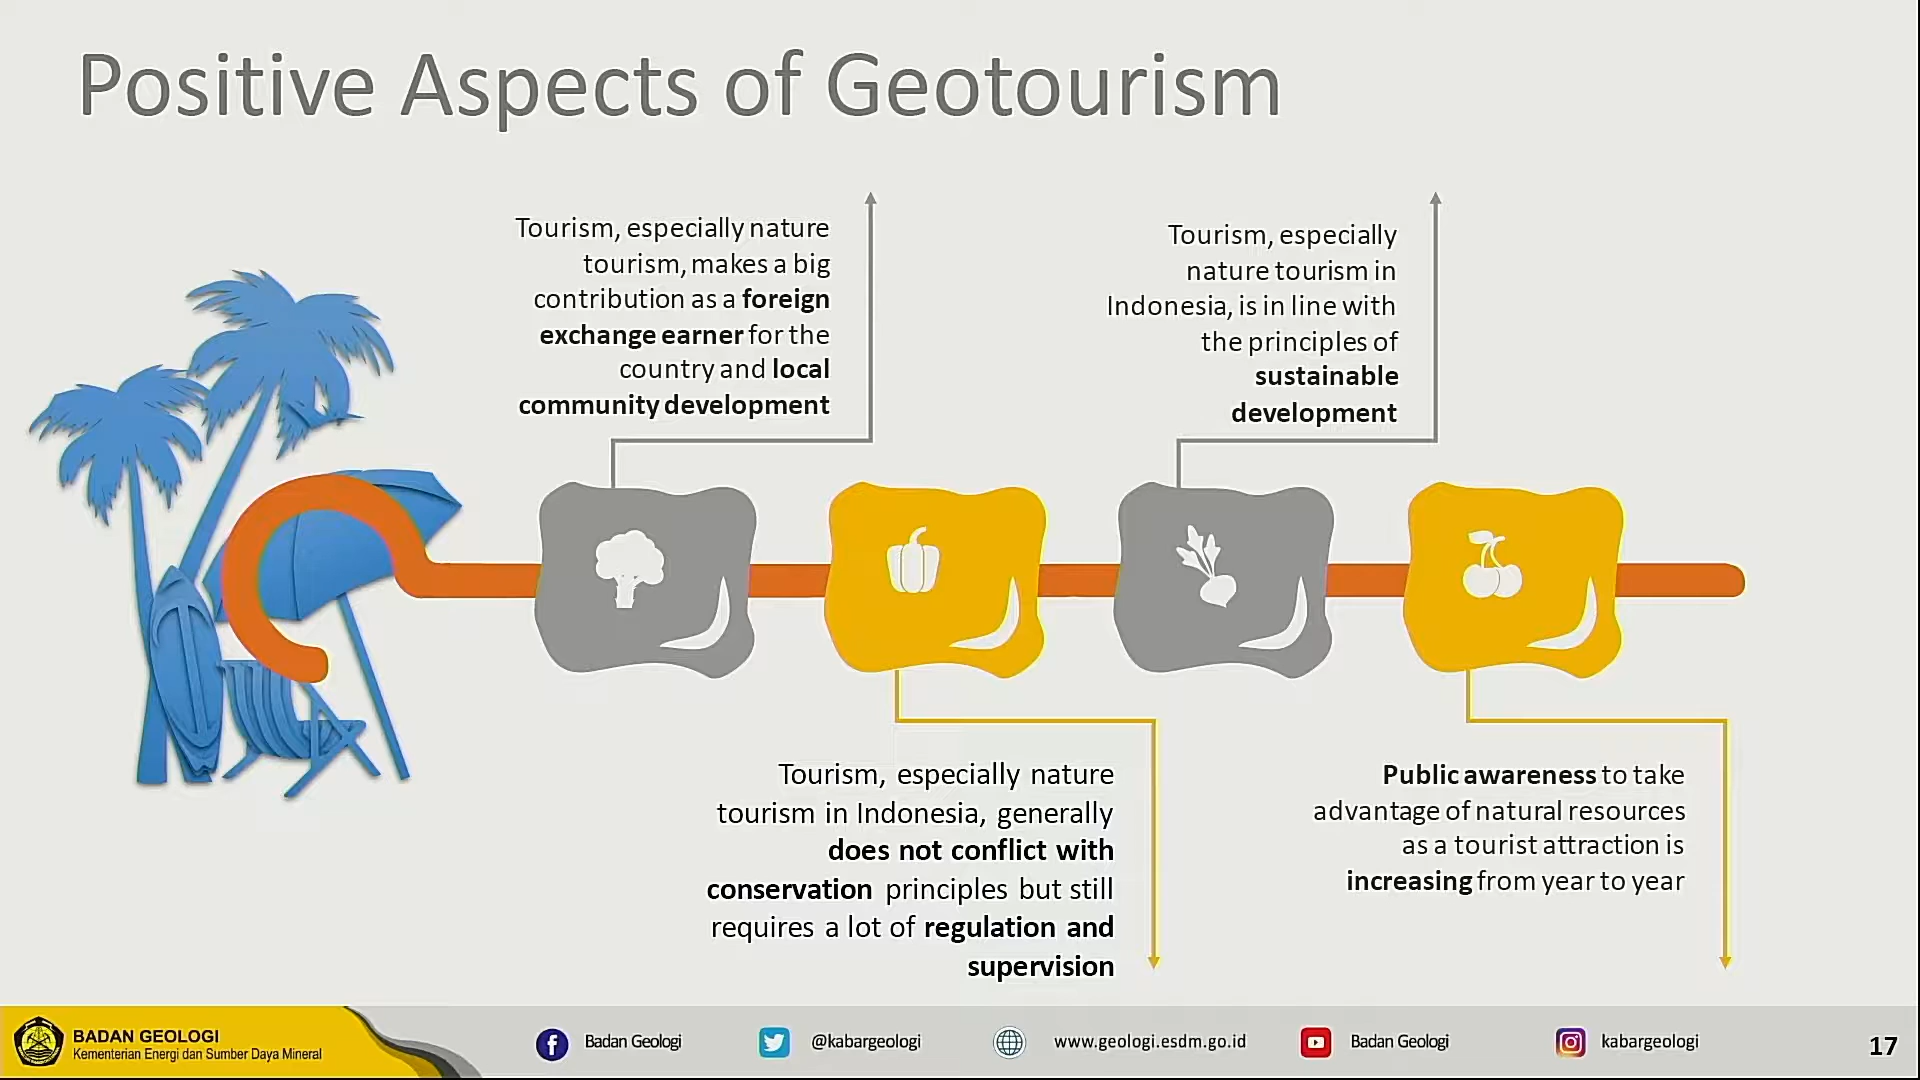 Positive Aspects of Geotourism
Tourism, especially nature
tourism, makes a big
contribution as a foreign
exchange earner for the
country and local
community development
Tourism, especially
nature tourism in
Indonesia, is in line with
the principles of
sustainable
development
Tourism, especially nature
tourism in Indonesia, generally
does not conflict with
conservation principles but still
requires a lot of regulation and
supervision
Public awareness to take
advantage of natural resources
as a tourist attraction is
increasing from year to year
BADAN GEOLOGI
Kementerian Energi dan Sumber Daya Mineral
Badan Geologi
@kabargeologi
www.geologi.esdm.go.id
Badan Geologi
kabargeologi
17